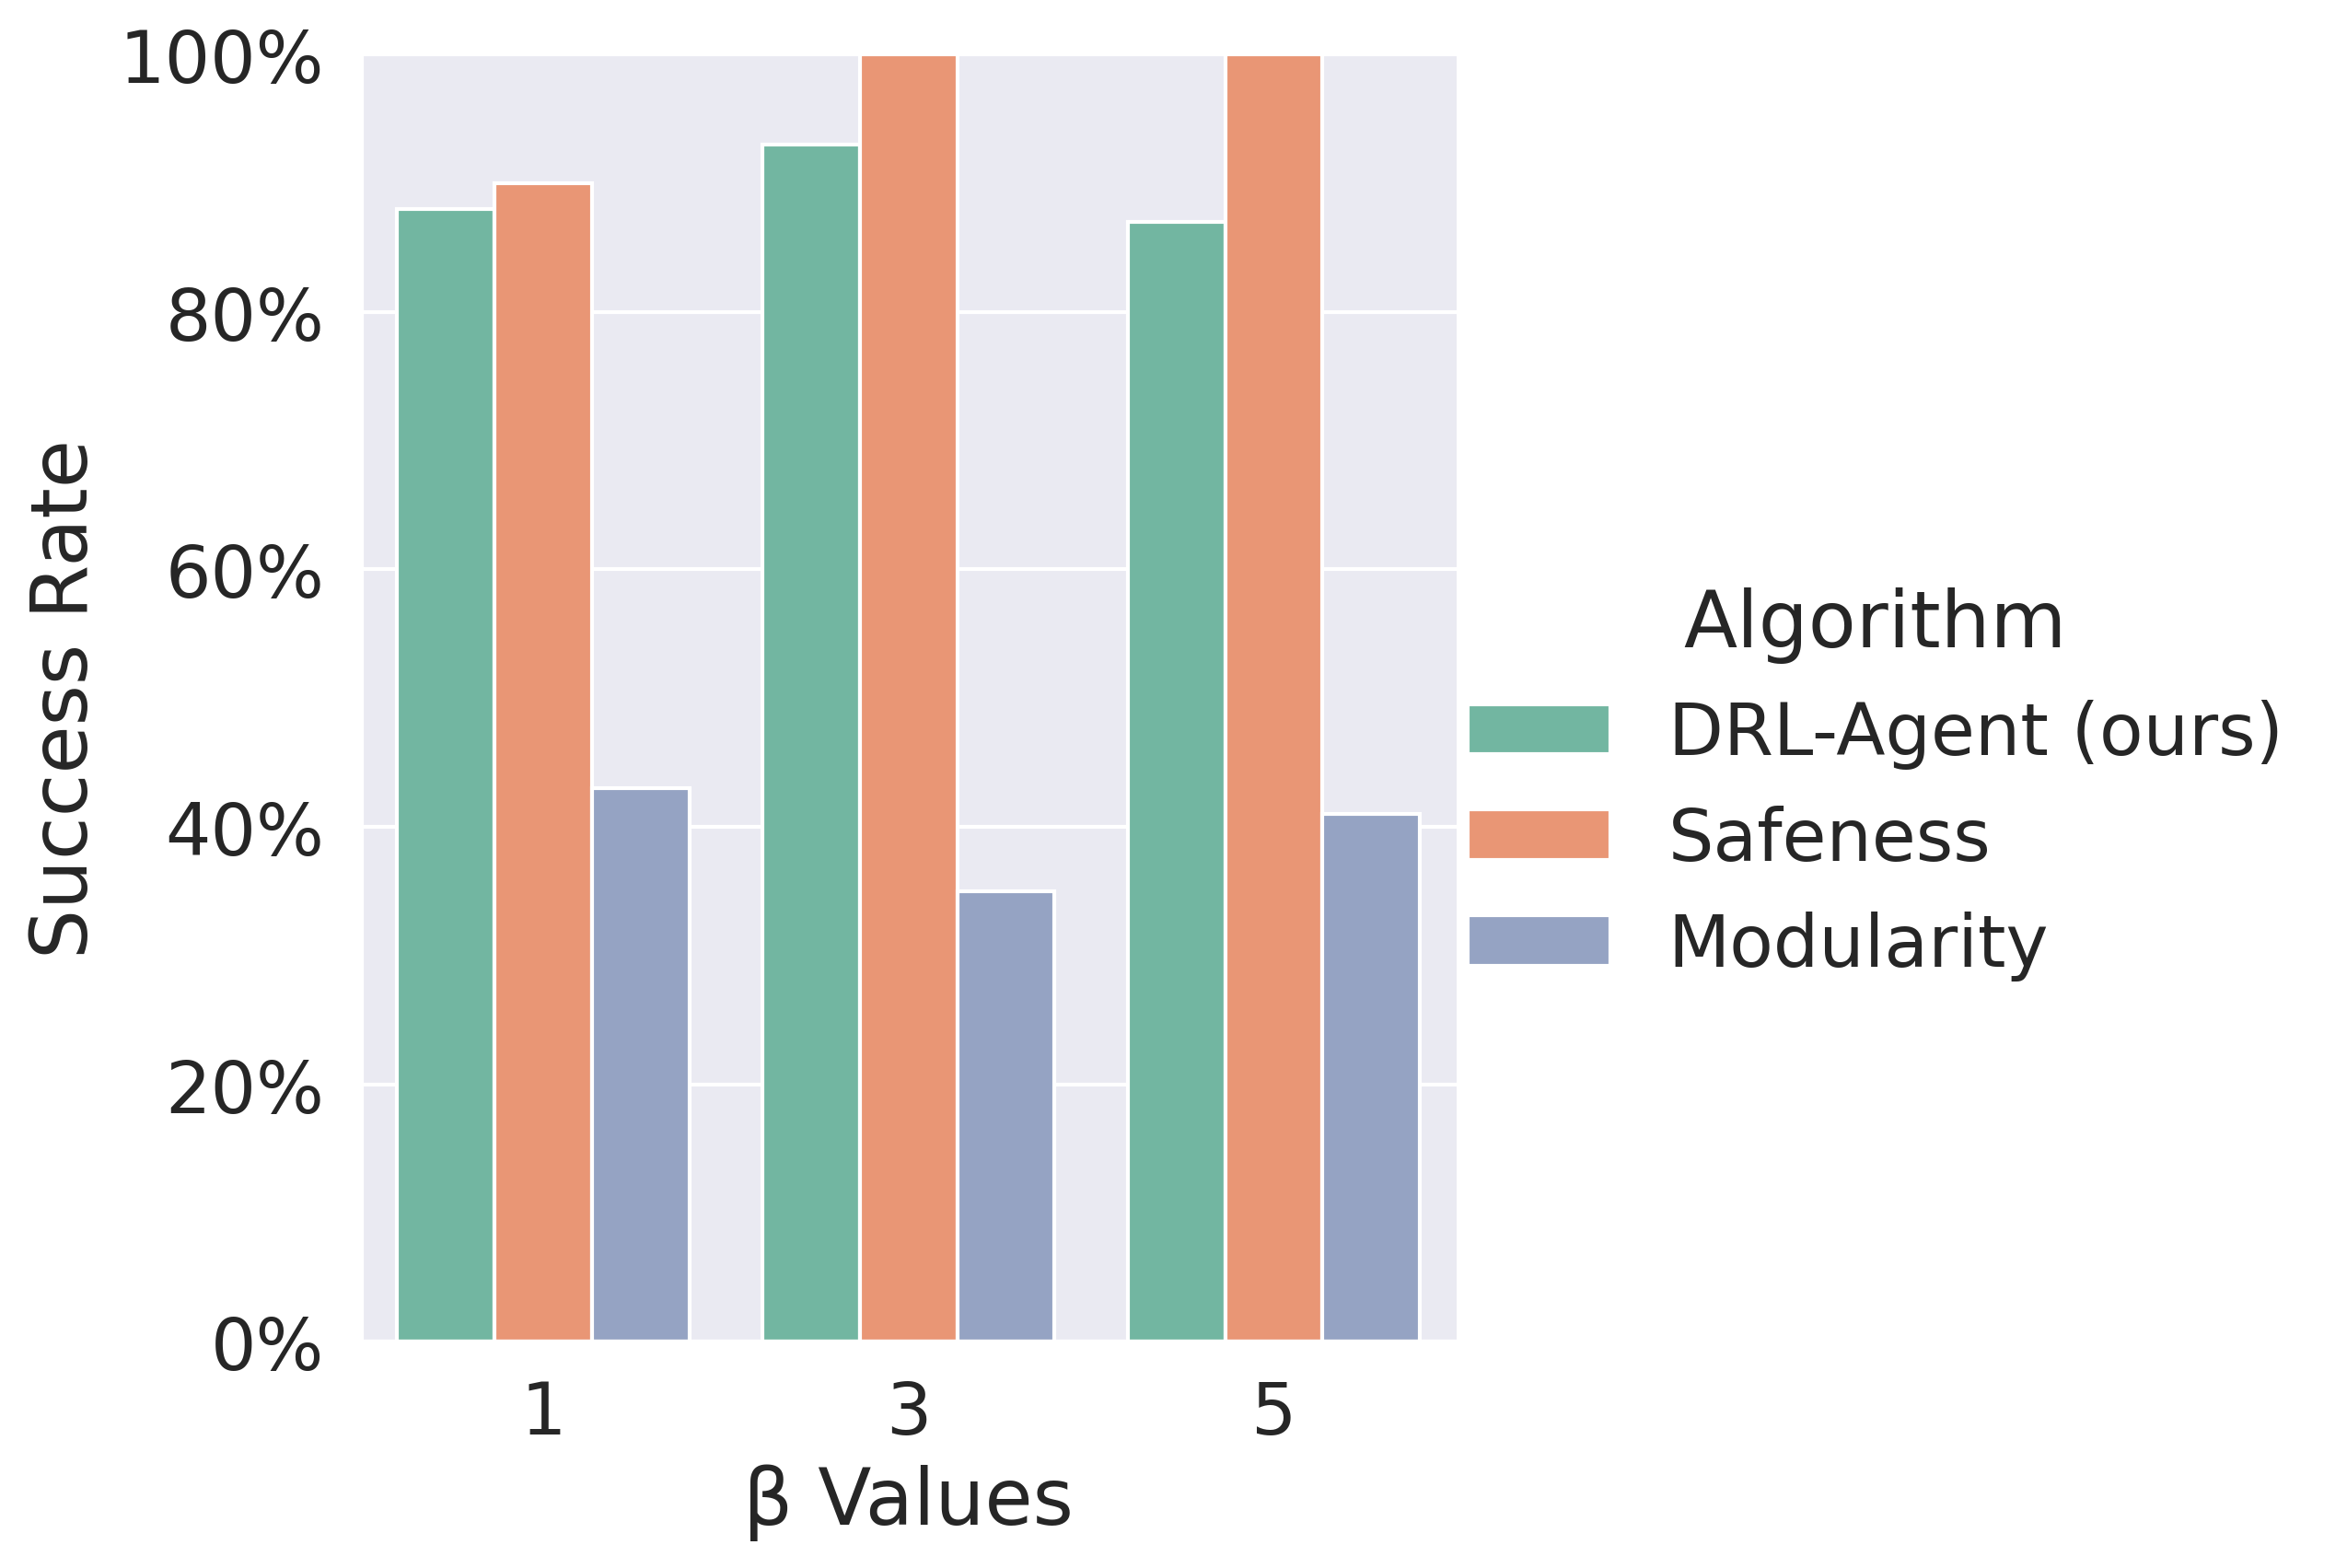 100%
80%
60%
40%
20%
0%
Success Rate
1 3 5
β Values
Algorithm
DRL-Agent (ours)
Safeness
Modularity